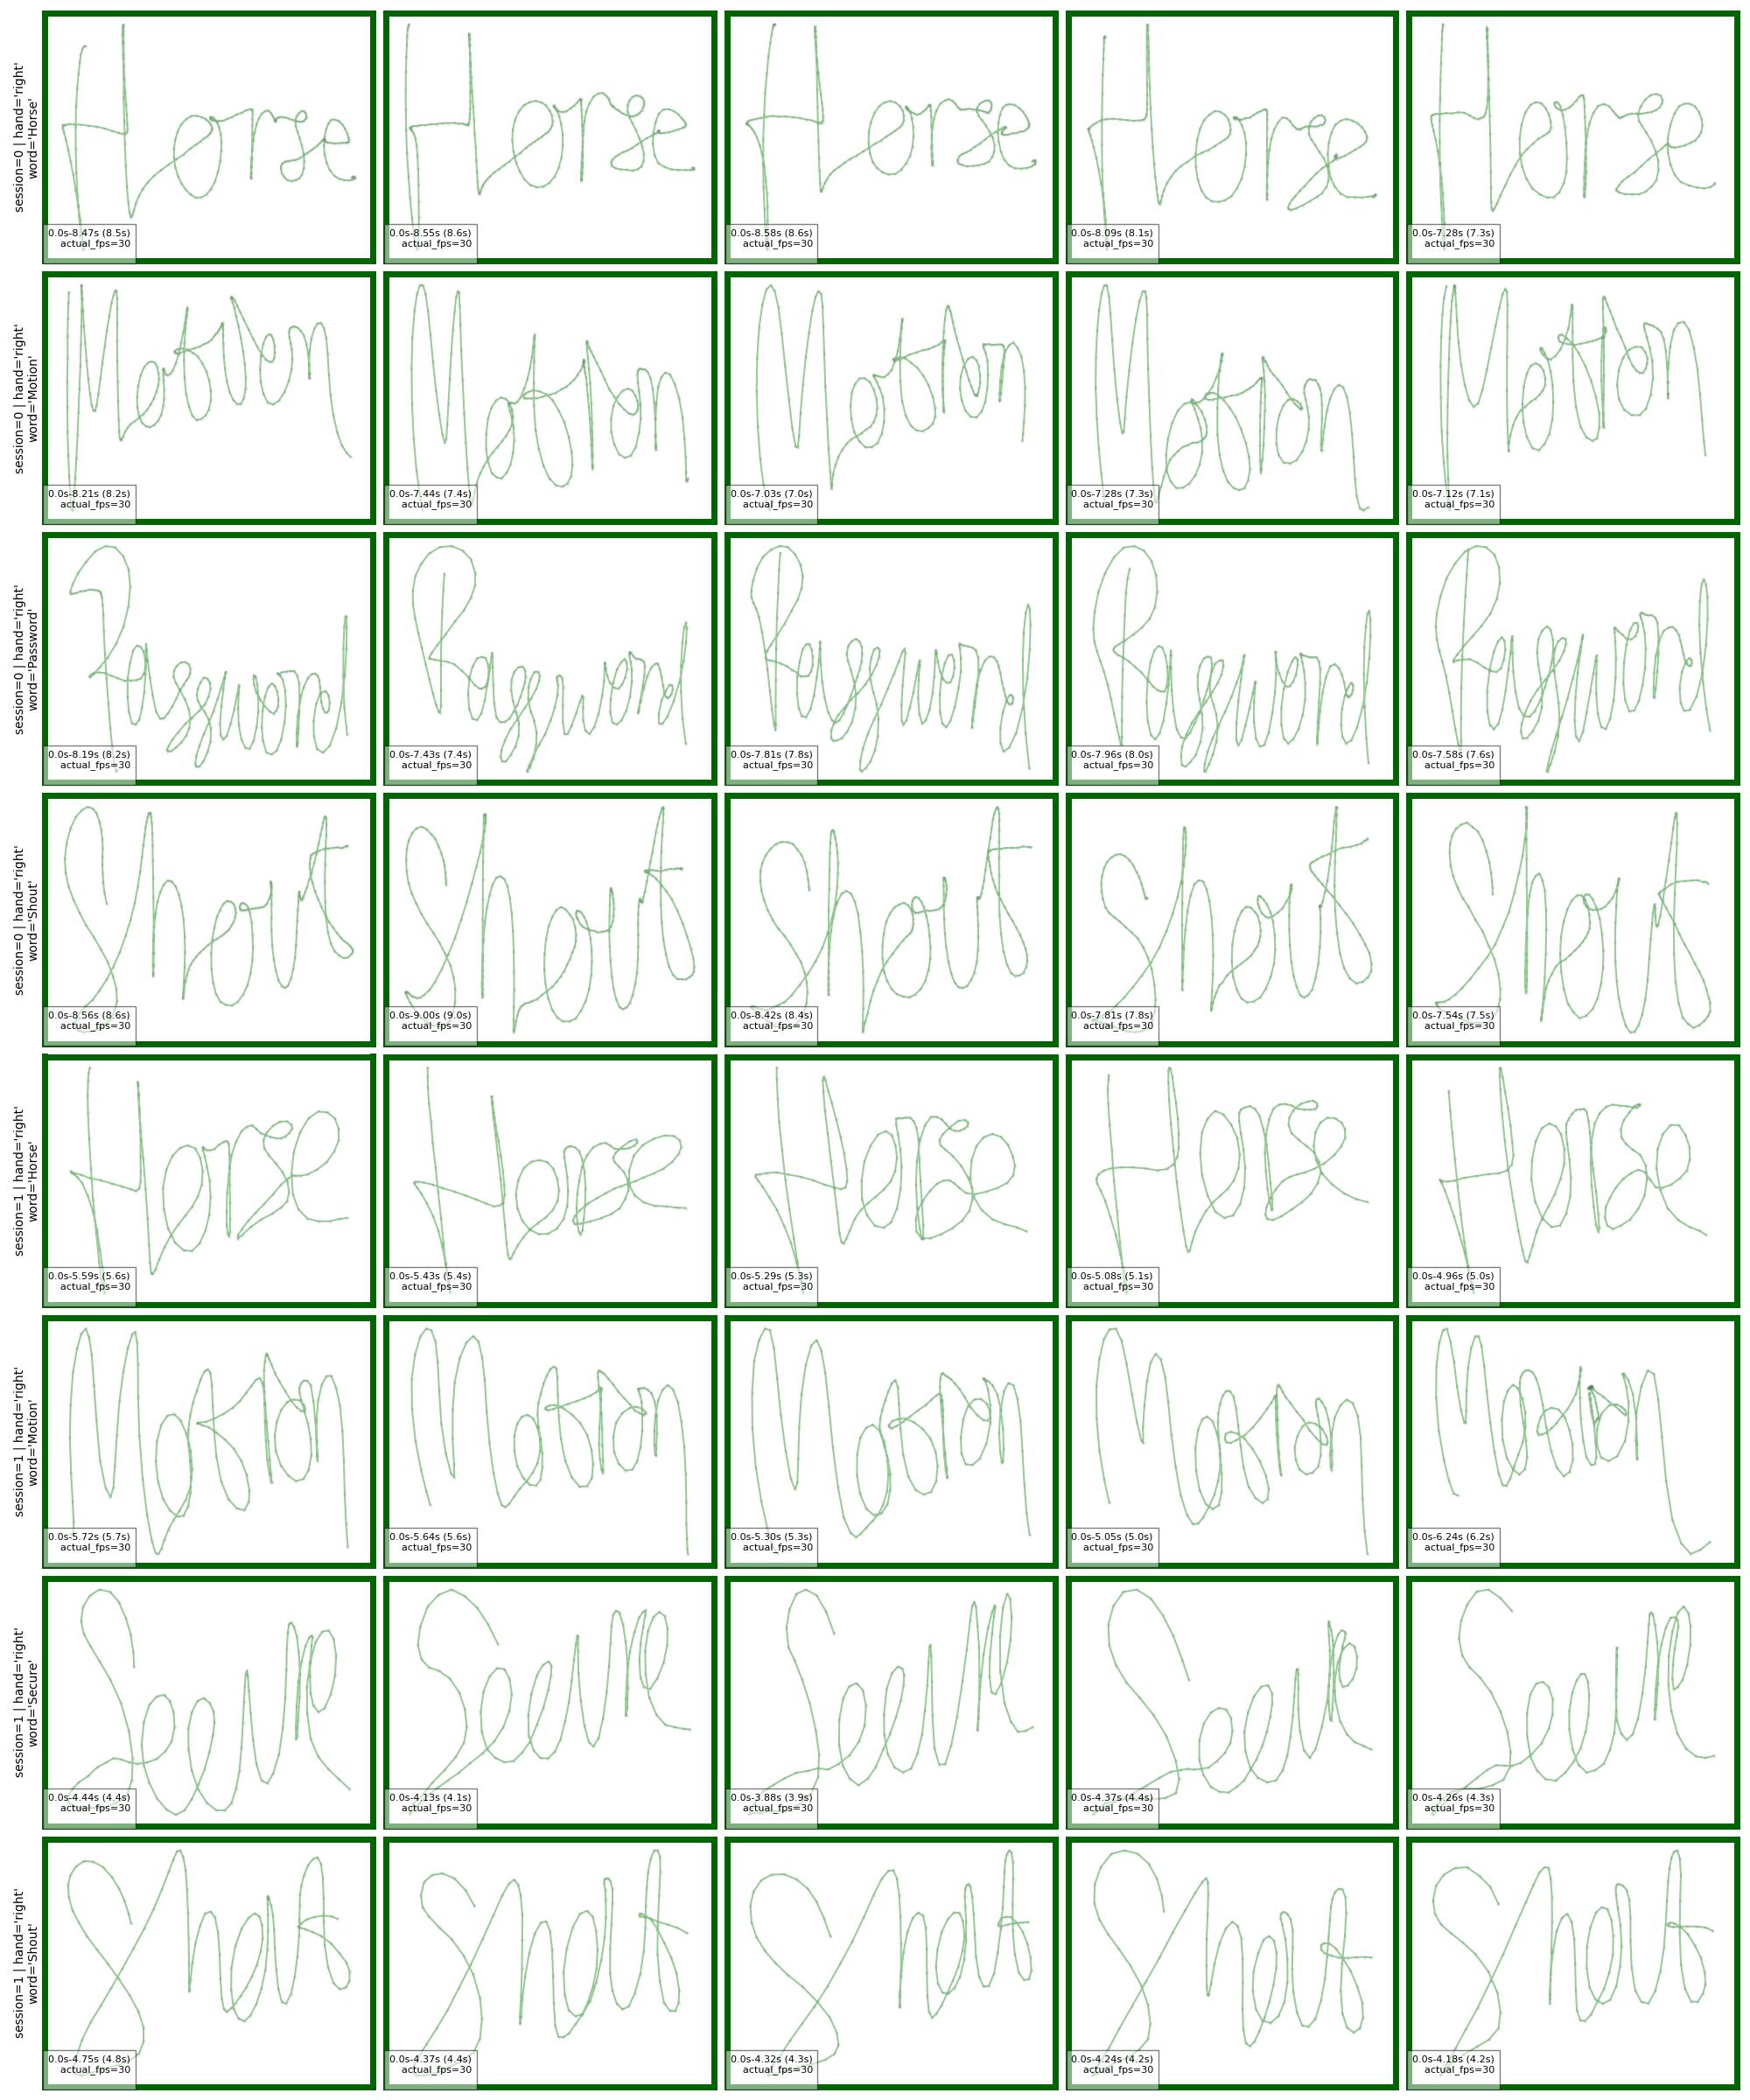 session=0 | hand='right'
word='Horse'
Horse Horse Horse Horse Horse
0.0s-8.47s (8.5s) 0.0s-8.55s (8.6s) 0.0s-8.58s (8.6s) 0.0s-8.09s (8.1s) 0.0s-7.28s (7.3s)
actual_fps=30 actual_fps=30 actual_fps=30 actual_fps=30 actual_fps=30
session=0 | hand='right'
word='Motion'
Motion Motion Motion Motion Motion
0.0s-8.21s (8.2s) 0.0s-7.44s (7.4s) 0.0s-7.03s (7.0s) 0.0s-7.28s (7.3s) 0.0s-7.12s (7.1s)
actual_fps=30 actual_fps=30 actual_fps=30 actual_fps=30 actual_fps=30
session=0 | hand='right'
word='Password'
Password Password Password Password Password
0.0s-8.19s (8.2s) 0.0s-7.43s (7.4s) 0.0s-7.81s (7.8s) 0.0s-7.96s (8.0s) 0.0s-7.58s (7.6s)
actual_fps=30 actual_fps=30 actual_fps=30 actual_fps=30 actual_fps=30
session=0 | hand='right'
word='Shout'
Shout Shout Shout Shout Shout
0.0s-8.56s (8.6s) 0.0s-9.00s (9.0s) 0.0s-8.42s (8.4s) 0.0s-7.81s (7.8s) 0.0s-7.54s (7.5s)
actual_fps=30 actual_fps=30 actual_fps=30 actual_fps=30 actual_fps=30
session=1 | hand='right'
word='Horse'
Horse Horse Horse Horse Horse
0.0s-5.59s (5.6s) 0.0s-5.43s (5.4s) 0.0s-5.29s (5.3s) 0.0s-5.08s (5.1s) 0.0s-4.96s (5.0s)
actual_fps=30 actual_fps=30 actual_fps=30 actual_fps=30 actual_fps=30
session=1 | hand='right'
word='Motion'
Motion Motion Motion Motion Motion
0.0s-5.72s (5.7s) 0.0s-5.64s (5.6s) 0.0s-5.30s (5.3s) 0.0s-5.05s (5.0s) 0.0s-6.24s (6.2s)
actual_fps=30 actual_fps=30 actual_fps=30 actual_fps=30 actual_fps=30
session=1 | hand='right'
word='Secure'
Secure Secure Secure Secure Secure
0.0s-4.44s (4.4s) 0.0s-4.13s (4.1s) 0.0s-3.88s (3.9s) 0.0s-4.37s (4.4s) 0.0s-4.26s (4.3s)
actual_fps=30 actual_fps=30 actual_fps=30 actual_fps=30 actual_fps=30
session=1 | hand='right'
word='Shout'
Shout Shout Shout Shout Shout
0.0s-4.75s (4.8s) 0.0s-4.37s (4.4s) 0.0s-4.32s (4.3s) 0.0s-4.24s (4.2s) 0.0s-4.18s (4.2s)
actual_fps=30 actual_fps=30 actual_fps=30 actual_fps=30 actual_fps=30